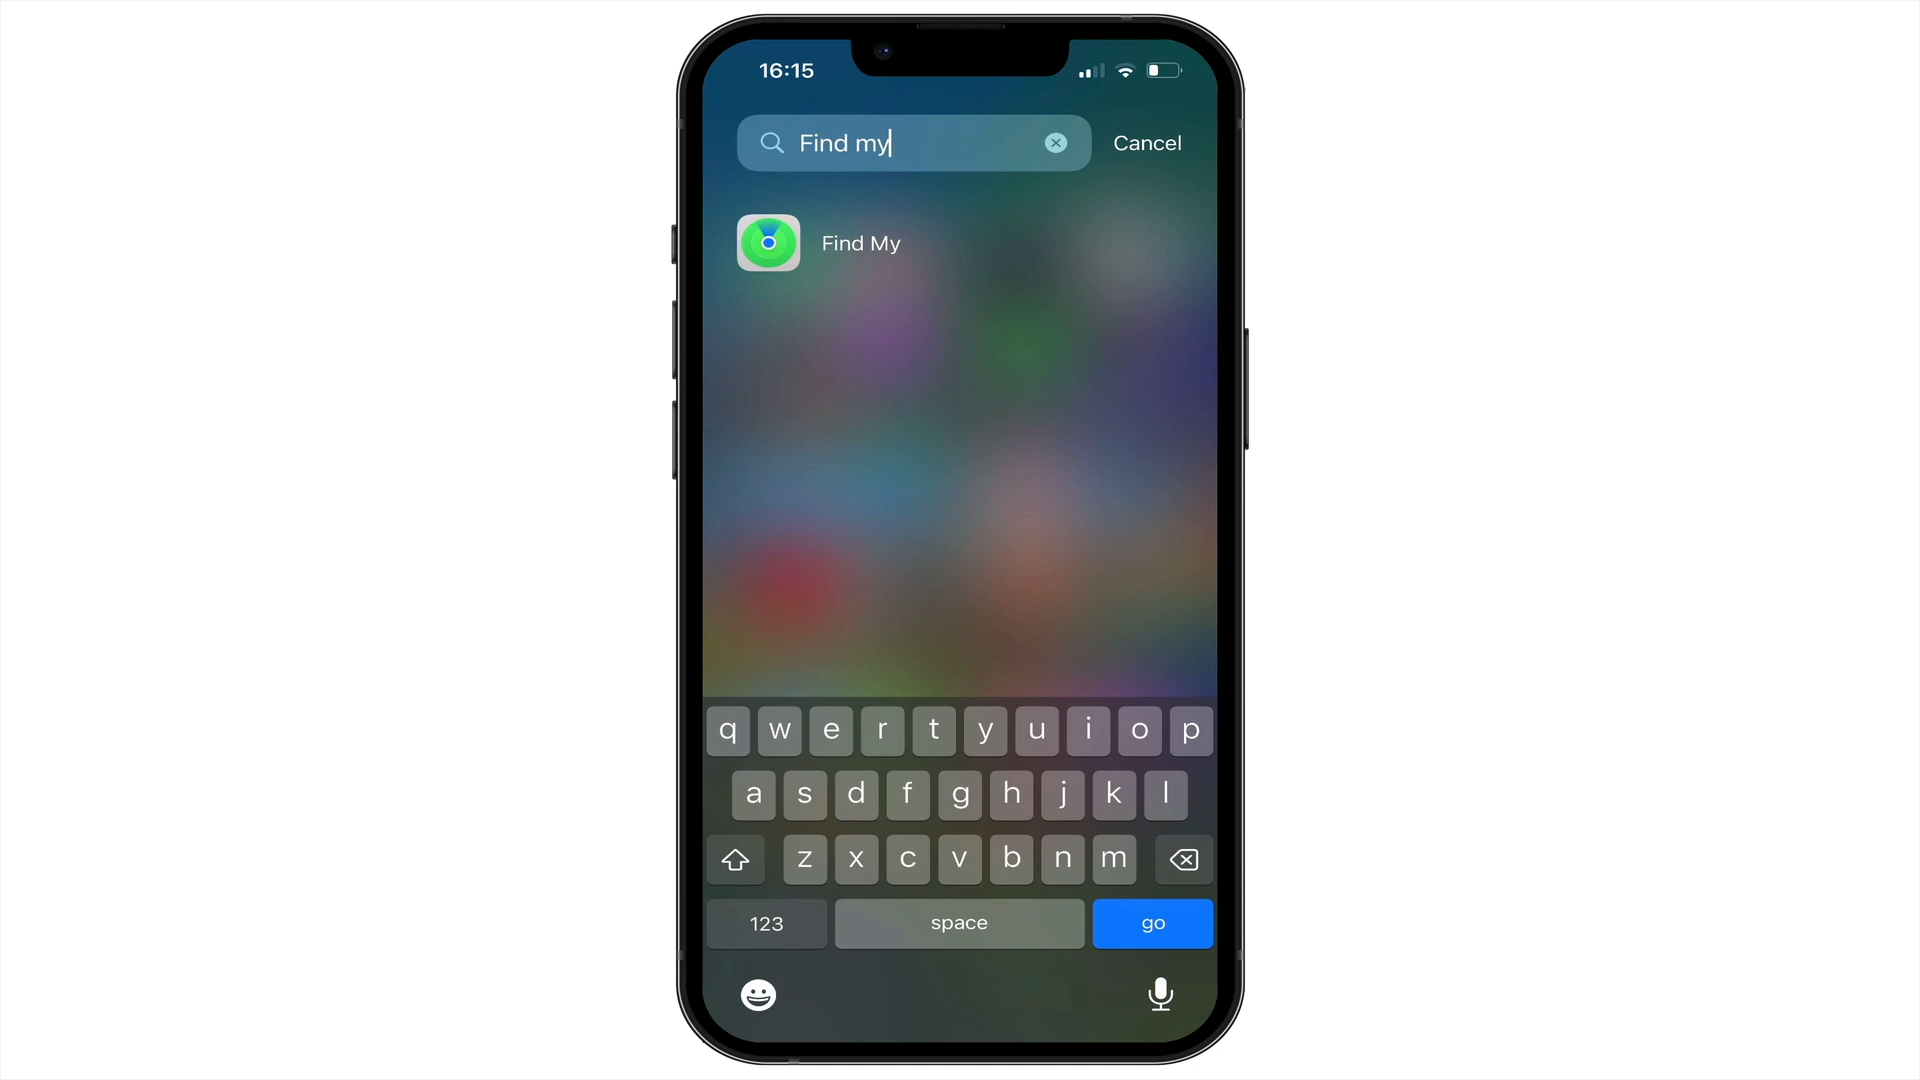 16:15
Find my
Cancel
Find My
q w e r t y u i o p
a s d f g h j k l
z x c v b n m
123 space go